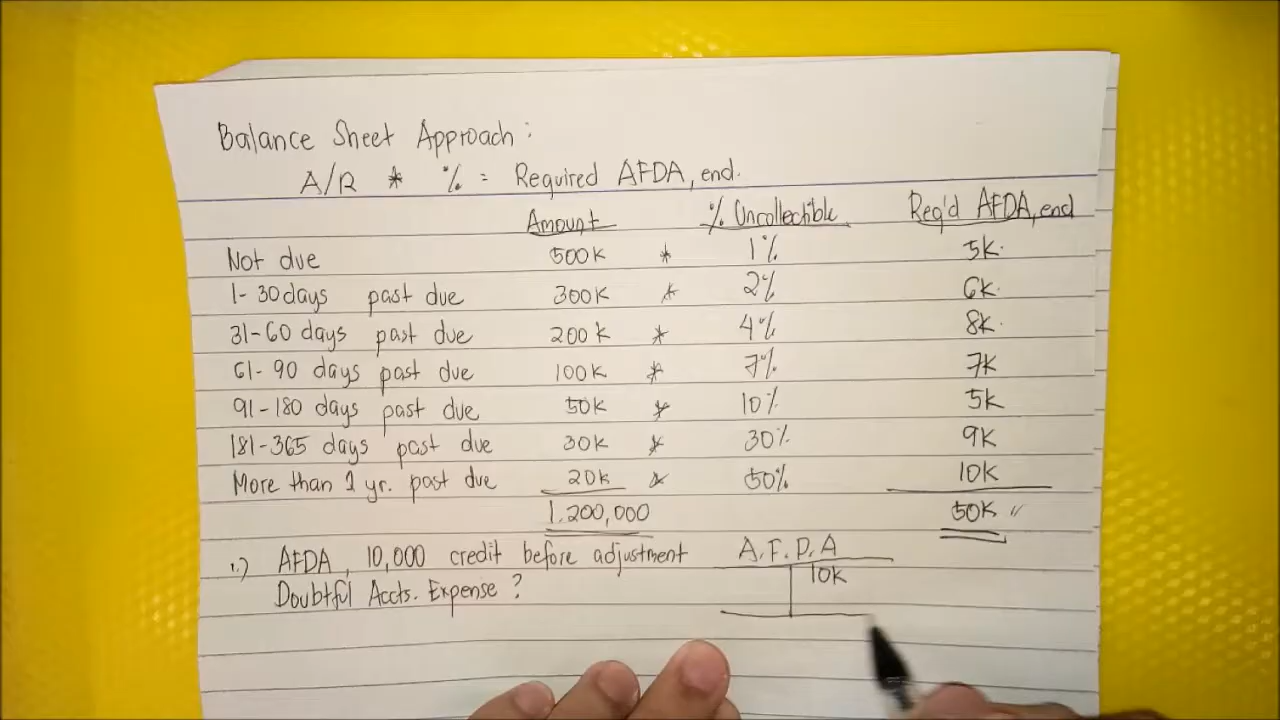 Balance Sheet Approach:
A/R * % = Required AFDA, end.
Amount % Uncollectible Req'd AFDA, end
Not due 500K * 1% 5K.
1-30 days past due 300K * 2% 6K.
31-60 days past due 200K * 4% 8K.
61-90 days past due 100K * 7% 7K
91-180 days past due 50K * 10% 5K
181-365 days past due 30K * 30% 9K
More than 1 yr. past due 20K * 50% 10K
1,200,000 50K
1.) AFDA, 10,000 credit before adjustment A.F.D.A
Doubtful Accts. Expense? 10K